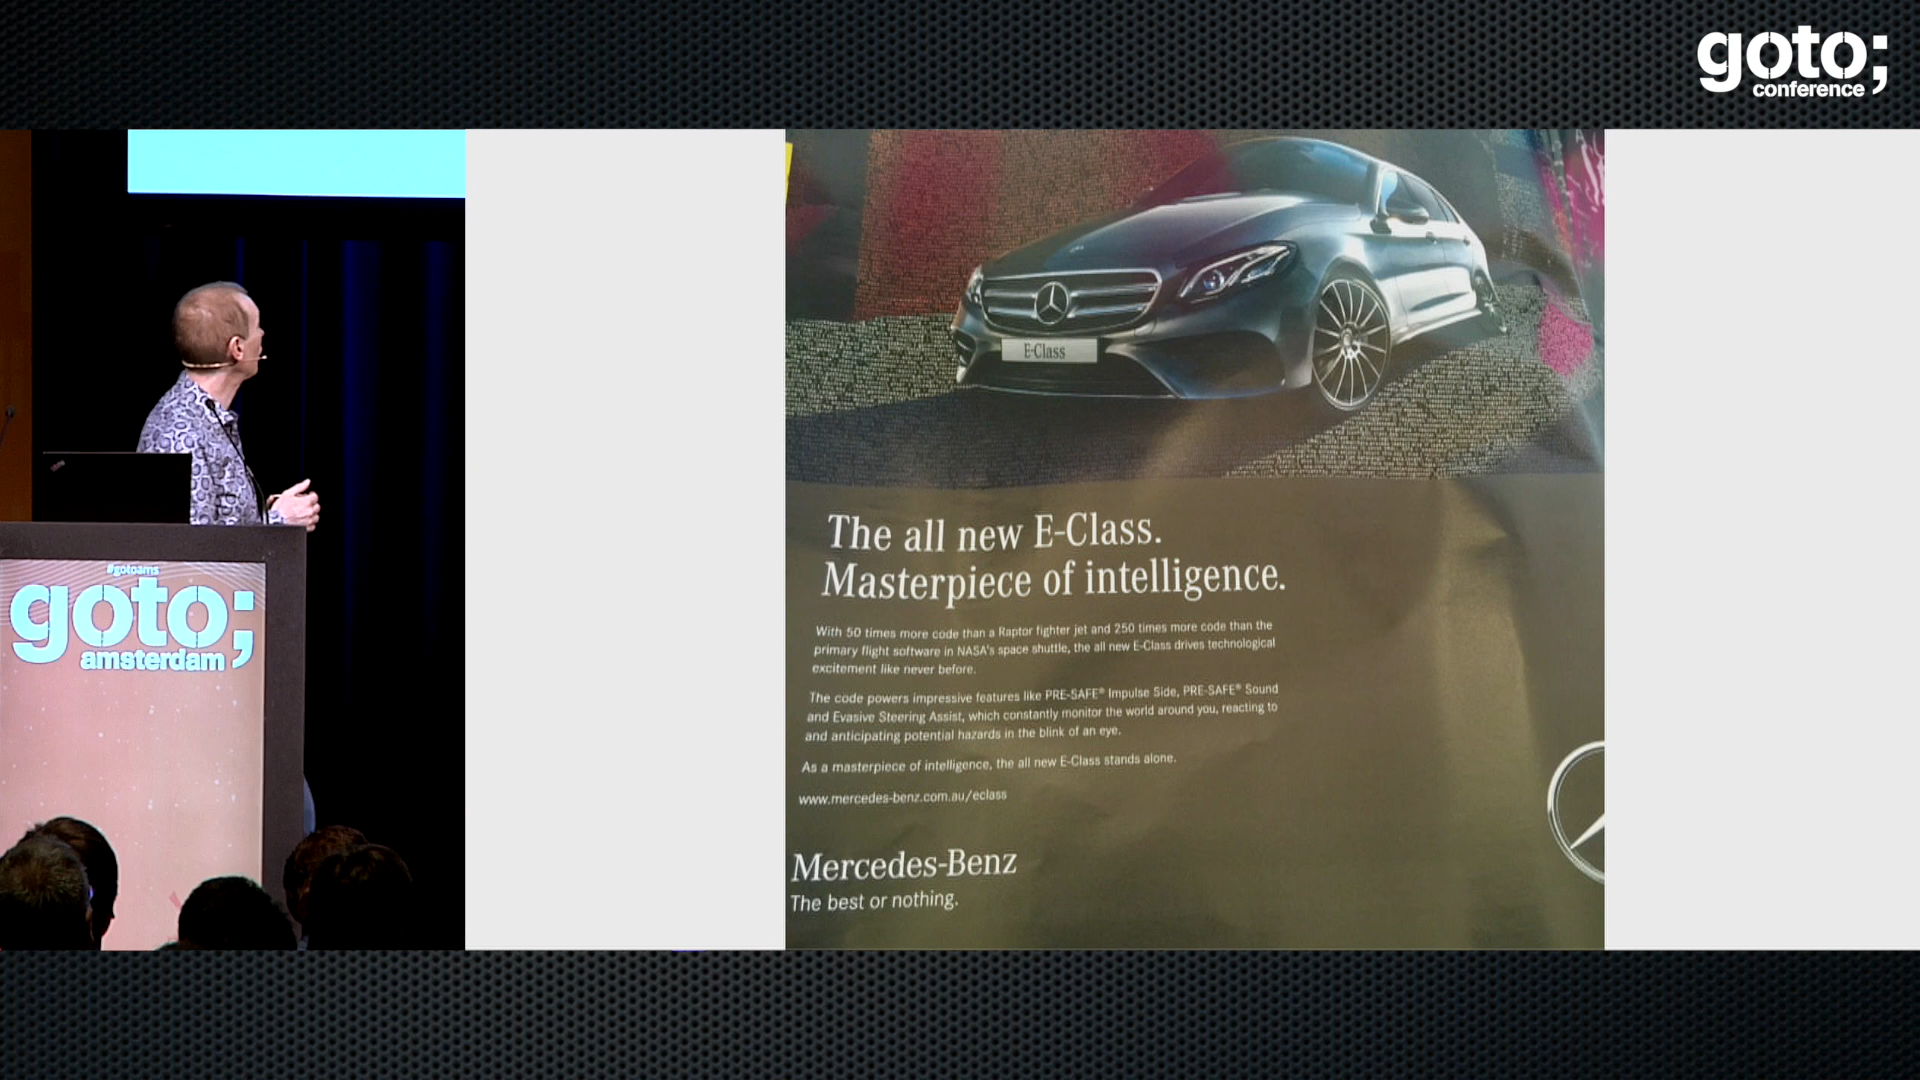 goto;
conference
E-Class
The all new E-Class.
Masterpiece of intelligence.
With 50 times more code than a Raptor fighter jet and 250 times more code than the
primary flight software in NASA's space shuttle, the all new E-Class drives technological
excitement like never before.
The code powers impressive features like PRE-SAFE® Impulse Side, PRE-SAFE® Sound
and Evasive Steering Assist, which constantly monitor the world around you, reacting to
and anticipating potential hazards in the blink of an eye.
As a masterpiece of intelligence, the all new E-Class stands alone.
www.mercedes-benz.com.au/eclass
Mercedes-Benz
The best or nothing.
#gotoams
goto;
amsterdam